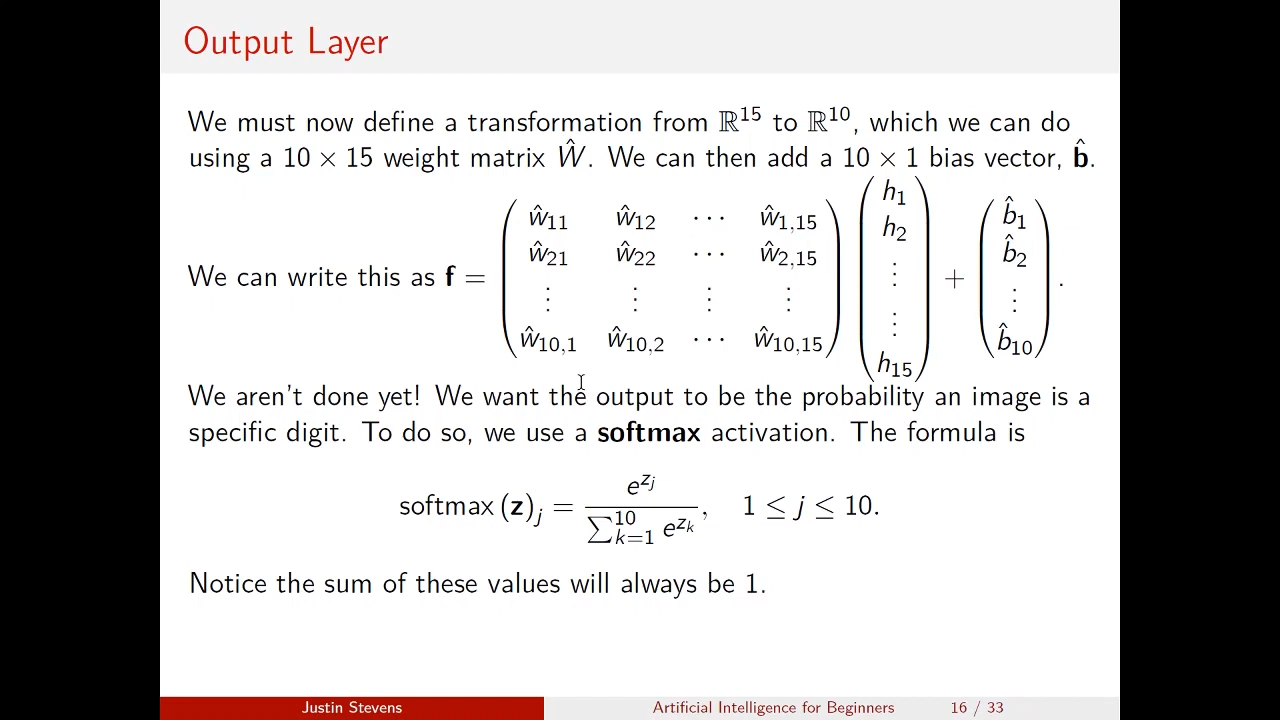 Output Layer
We must now define a transformation from ℝ¹⁵ to ℝ¹⁰, which we can do
using a 10 × 15 weight matrix Ŵ. We can then add a 10 × 1 bias vector, b̂.
We can write this as f = ( ŵ₁₁ ŵ₁₂ ⋯ ŵ₁,₁₅ ; ŵ₂₁ ŵ₂₂ ⋯ ŵ₂,₁₅ ; ⋮ ⋮ ⋮ ⋮ ; ŵ₁₀,₁ ŵ₁₀,₂ ⋯ ŵ₁₀,₁₅ ) ( h₁ ; h₂ ; ⋮ ; ⋮ ; h₁₅ ) + ( b̂₁ ; b̂₂ ; ⋮ ; b̂₁₀ ) .
We aren't done yet! We want the output to be the probability an image is a
specific digit. To do so, we use a softmax activation. The formula is
softmax (z)_j = e^{z_j} / ∑_{k=1}^{10} e^{z_k}, 1 ≤ j ≤ 10.
Notice the sum of these values will always be 1.
Justin Stevens Artificial Intelligence for Beginners 16 / 33